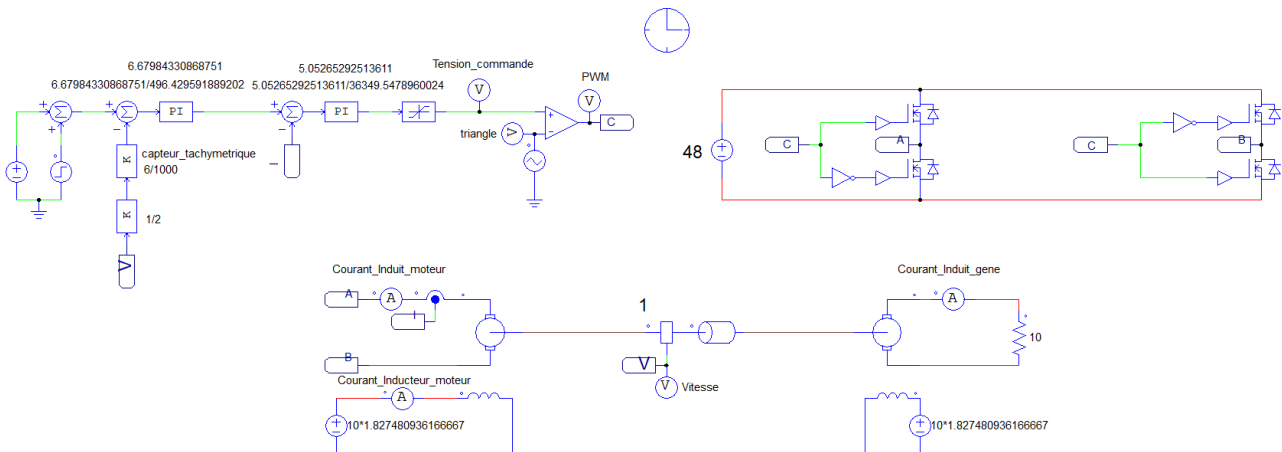 6.67984330868751
6.67984330868751/496.429591889202
5.05265292513611
5.05265292513611/36349.5478960024
Tension_commande
PWM
V
V
PI
PI
C
triangle
V
K
capteur_tachymetrique
6/1000
K
1/2
V
I
48
C
A
C
B
Courant_Induit_moteur
A
A
I
B
1
V
V
Vitesse
Courant_Induit_gene
A
10
Courant_Inducteur_moteur
A
10*1.827480936166667
10*1.827480936166667